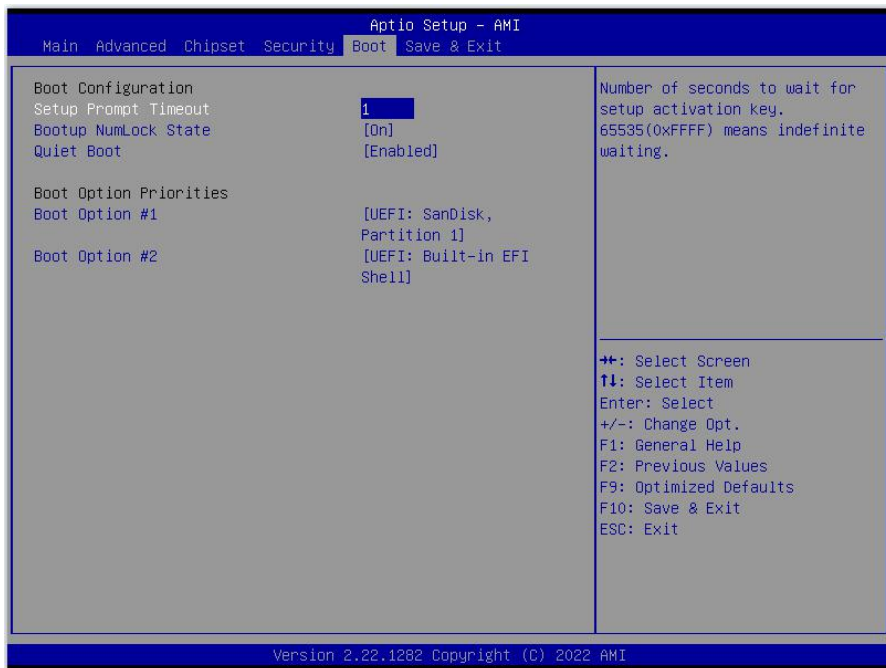 Aptio Setup – AMI
Main Advanced Chipset Security Boot Save & Exit
Boot Configuration
Setup Prompt Timeout 1
Bootup NumLock State [On]
Quiet Boot [Enabled]
Boot Option Priorities
Boot Option #1 [UEFI: SanDisk,
Partition 1]
Boot Option #2 [UEFI: Built-in EFI
Shell]
Number of seconds to wait for
setup activation key.
65535(0xFFFF) means indefinite
waiting.
→←: Select Screen
↑↓: Select Item
Enter: Select
+/-: Change Opt.
F1: General Help
F2: Previous Values
F9: Optimized Defaults
F10: Save & Exit
ESC: Exit
Version 2.22.1282 Copyright (C) 2022 AMI